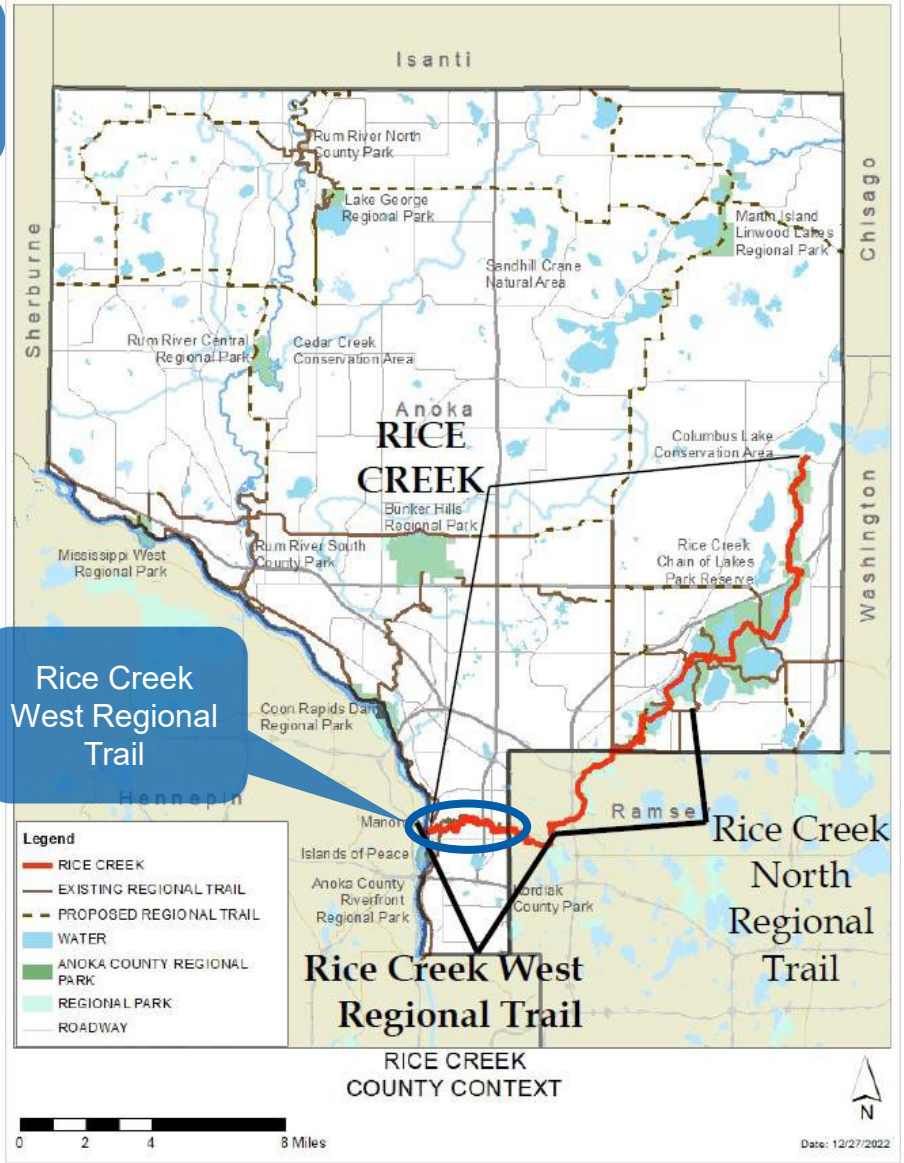 Isanti
Rum River North
County Park
Lake George
Regional Park
Martin Island
Linwood Lakes
Regional Park
Chisago
Sherburne
Sandhill Crane
Natural Area
Rum River Central
Regional Park
Cedar Creek
Conservation Area
Anoka
RICE
CREEK
Columbus Lake
Conservation Area
Bunker Hills
Regional Park
Washington
Mississippi West
Regional Park
Rum River South
County Park
Rice Creek
Chain of Lakes
Park Reserve
Rice Creek
West Regional
Trail
Coon Rapids Dam
Regional Park
Hennepin
Ramsey
Manom
Islands of Peace
Anoka County
Riverfront
Regional Park
Kordiak
County Park
Rice Creek
North
Regional
Trail
Rice Creek West
Regional Trail
Legend
RICE CREEK
EXISTING REGIONAL TRAIL
PROPOSED REGIONAL TRAIL
WATER
ANOKA COUNTY REGIONAL
PARK
REGIONAL PARK
ROADWAY
RICE CREEK
COUNTY CONTEXT
N
0 2 4 8 Miles
Date: 12/27/2022